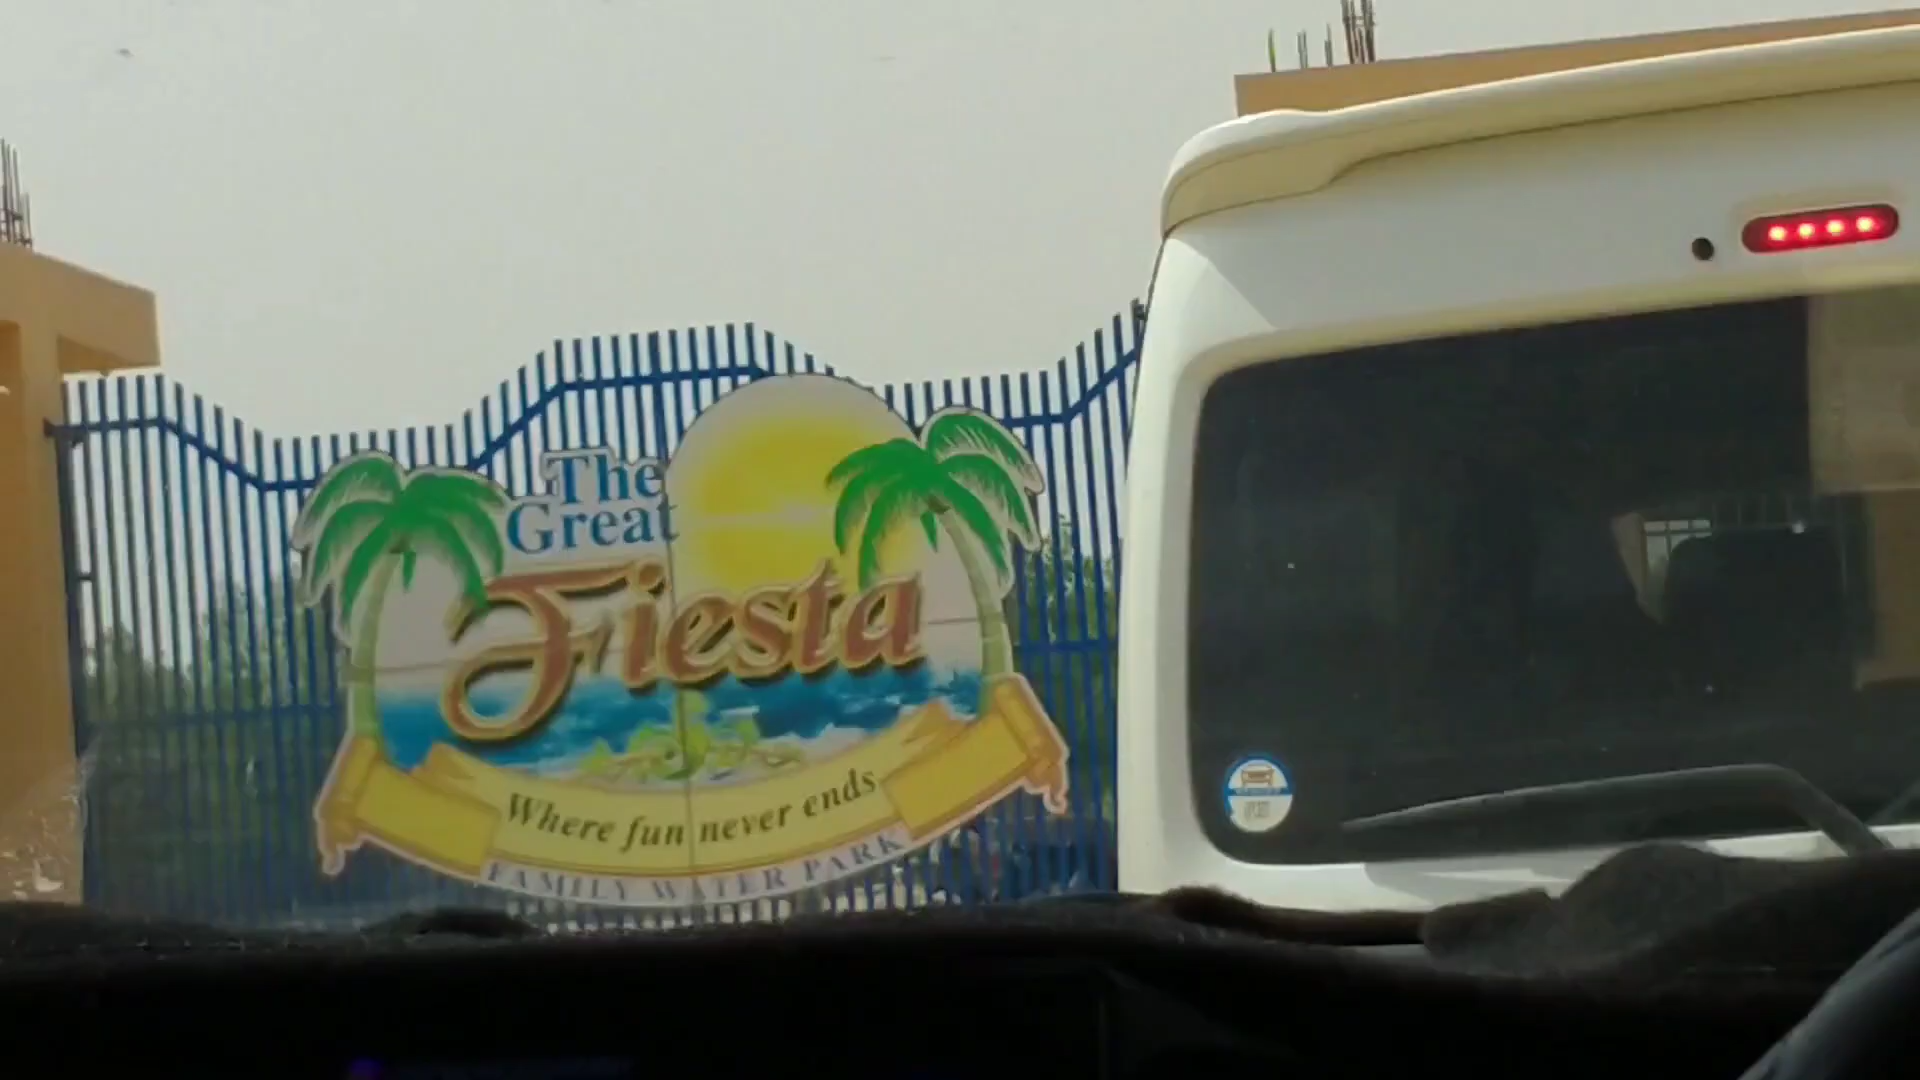 The
Great
Fiesta
Where fun never ends
FAMILY WATER PARK